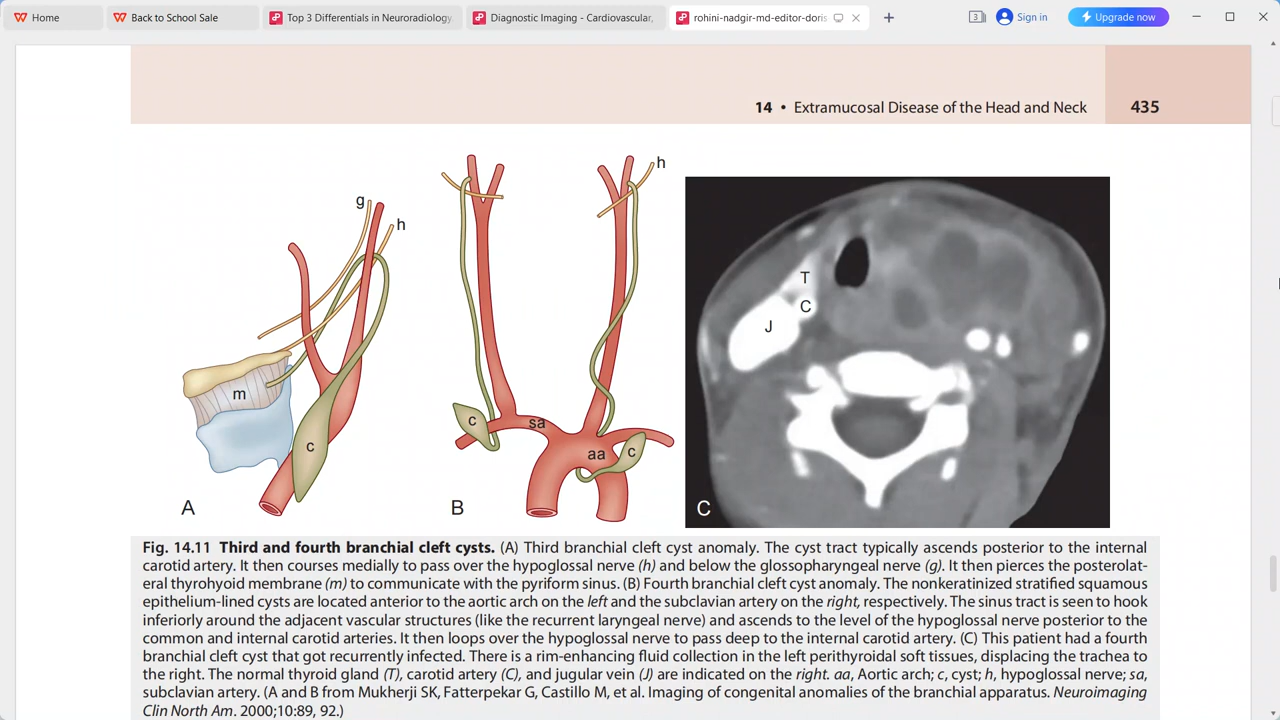 Home
Back to School Sale
Top 3 Differentials in Neuroradiology
Diagnostic Imaging - Cardiovascular,
rohini-nadgir-md-editor-doris
3
Sign in
Upgrade now
14 • Extramucosal Disease of the Head and Neck 435
g
h
m
c
A
h
c
sa
aa
c
B
T
C
J
C
Fig. 14.11 Third and fourth branchial cleft cysts. (A) Third branchial cleft cyst anomaly. The cyst tract typically ascends posterior to the internal
carotid artery. It then courses medially to pass over the hypoglossal nerve (h) and below the glossopharyngeal nerve (g). It then pierces the posterolat-
eral thyrohyoid membrane (m) to communicate with the pyriform sinus. (B) Fourth branchial cleft cyst anomaly. The nonkeratinized stratified squamous
epithelium-lined cysts are located anterior to the aortic arch on the left and the subclavian artery on the right, respectively. The sinus tract is seen to hook
inferiorly around the adjacent vascular structures (like the recurrent laryngeal nerve) and ascends to the level of the hypoglossal nerve posterior to the
common and internal carotid arteries. It then loops over the hypoglossal nerve to pass deep to the internal carotid artery. (C) This patient had a fourth
branchial cleft cyst that got recurrently infected. There is a rim-enhancing fluid collection in the left perithyroidal soft tissues, displacing the trachea to
the right. The normal thyroid gland (T), carotid artery (C), and jugular vein (J) are indicated on the right. aa, Aortic arch; c, cyst; h, hypoglossal nerve; sa,
subclavian artery. (A and B from Mukherji SK, Fatterpekar G, Castillo M, et al. Imaging of congenital anomalies of the branchial apparatus. Neuroimaging
Clin North Am. 2000;10:89, 92.)